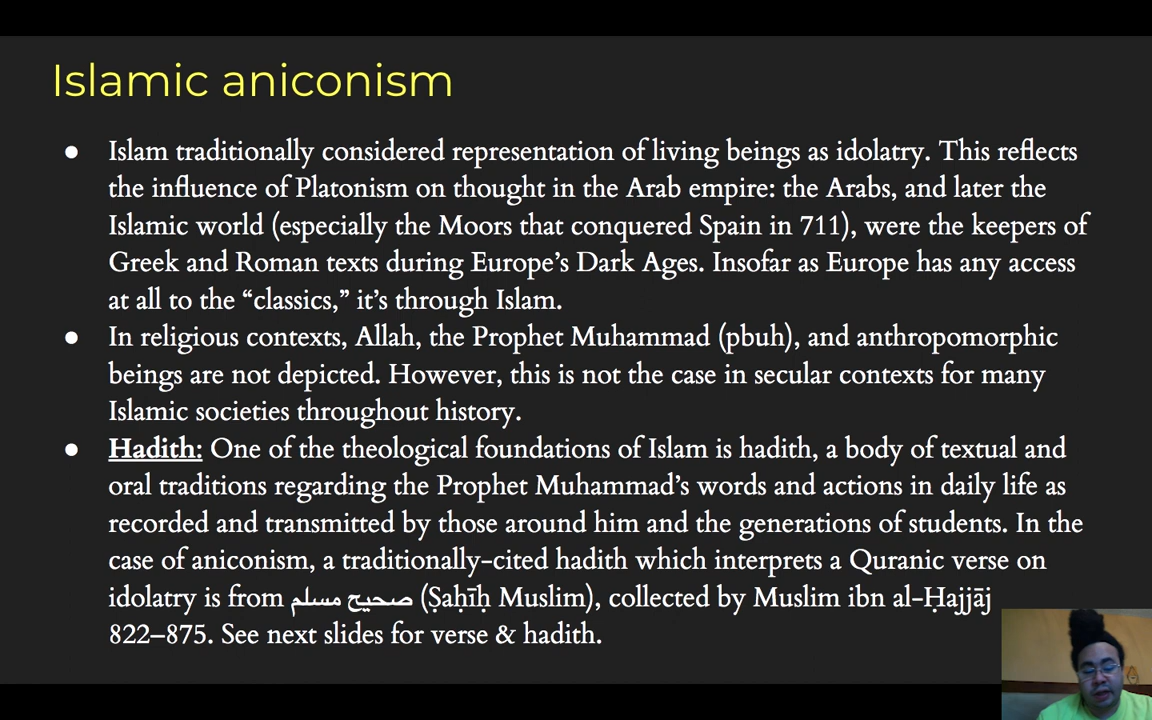 Islamic aniconism
● Islam traditionally considered representation of living beings as idolatry. This reflects
the influence of Platonism on thought in the Arab empire: the Arabs, and later the
Islamic world (especially the Moors that conquered Spain in 711), were the keepers of
Greek and Roman texts during Europe’s Dark Ages. Insofar as Europe has any access
at all to the “classics,” it’s through Islam.
● In religious contexts, Allah, the Prophet Muhammad (pbuh), and anthropomorphic
beings are not depicted. However, this is not the case in secular contexts for many
Islamic societies throughout history.
● Hadith: One of the theological foundations of Islam is hadith, a body of textual and
oral traditions regarding the Prophet Muhammad’s words and actions in daily life as
recorded and transmitted by those around him and the generations of students. In the
case of aniconism, a traditionally-cited hadith which interprets a Quranic verse on
idolatry is from صحيح مسلم (Ṣaḥīḥ Muslim), collected by Muslim ibn al-Ḥajjāj
822–875. See next slides for verse & hadith.